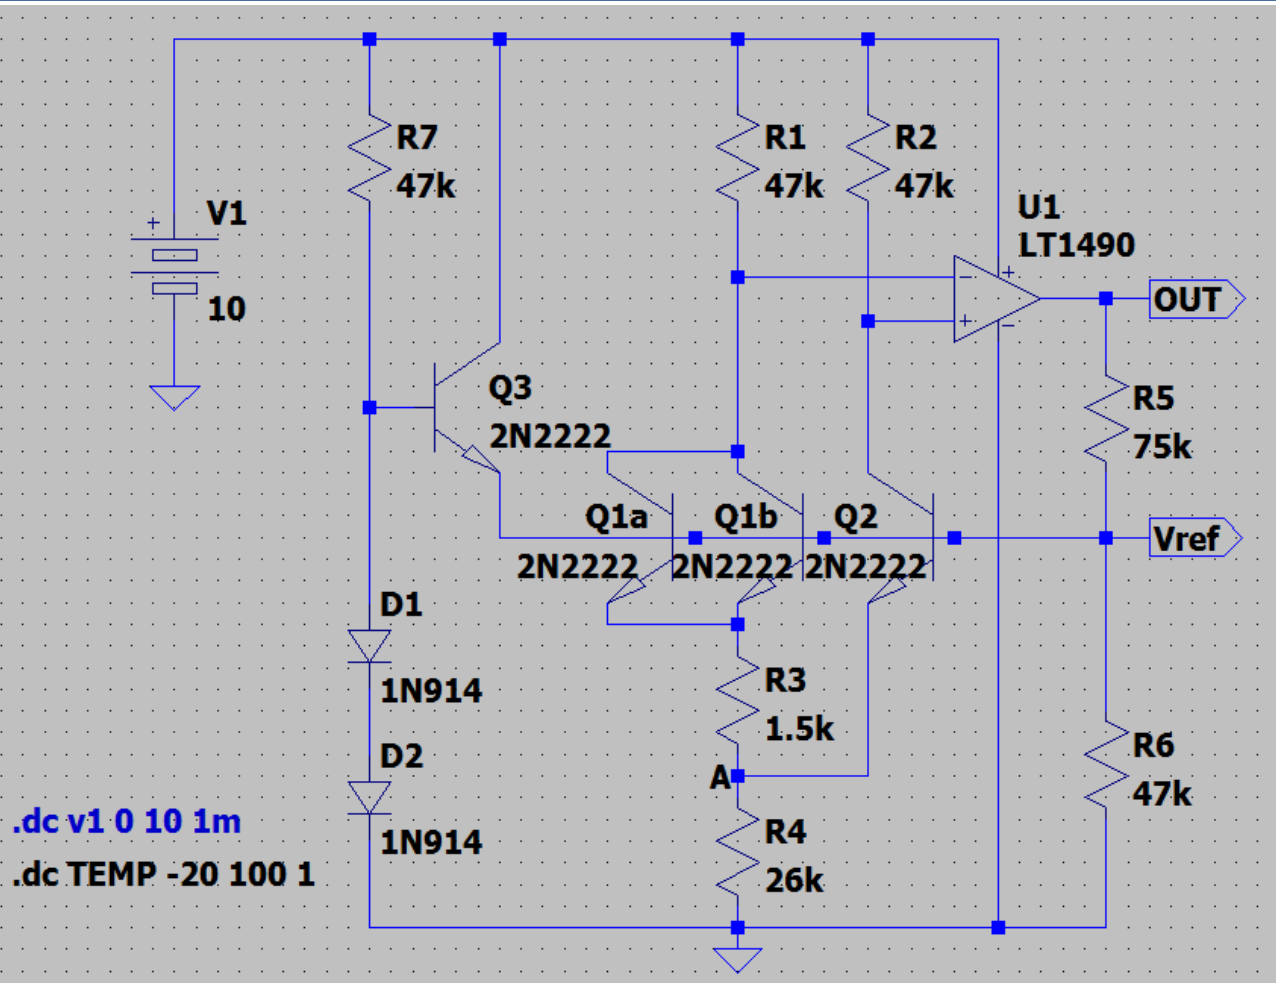 R7
47k
R1
47k
R2
47k
V1
+
10
U1
LT1490
− +
+ −
OUT
Q3
2N2222
R5
75k
Q1a
Q1b
Q2
Vref
2N2222
2N2222
2N2222
D1
1N914
R3
1.5k
D2
1N914
A
R6
47k
R4
26k
.dc v1 0 10 1m
.dc TEMP -20 100 1